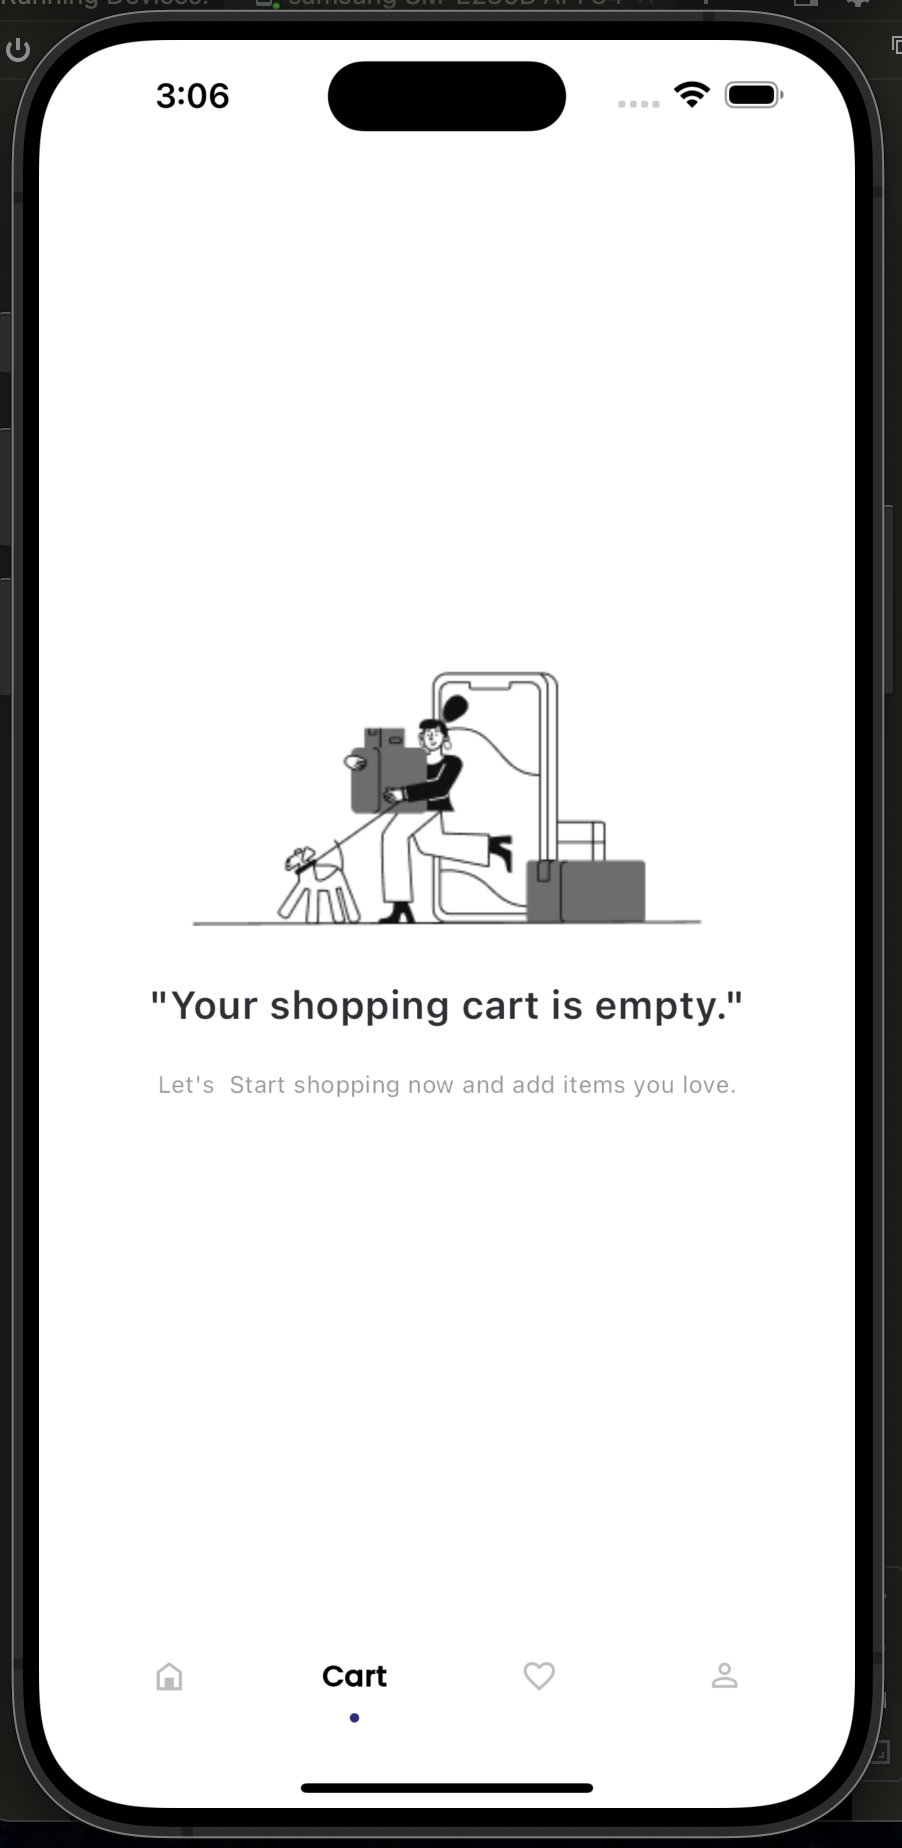 3:06
"Your shopping cart is empty."
Let's  Start shopping now and add items you love.
Cart